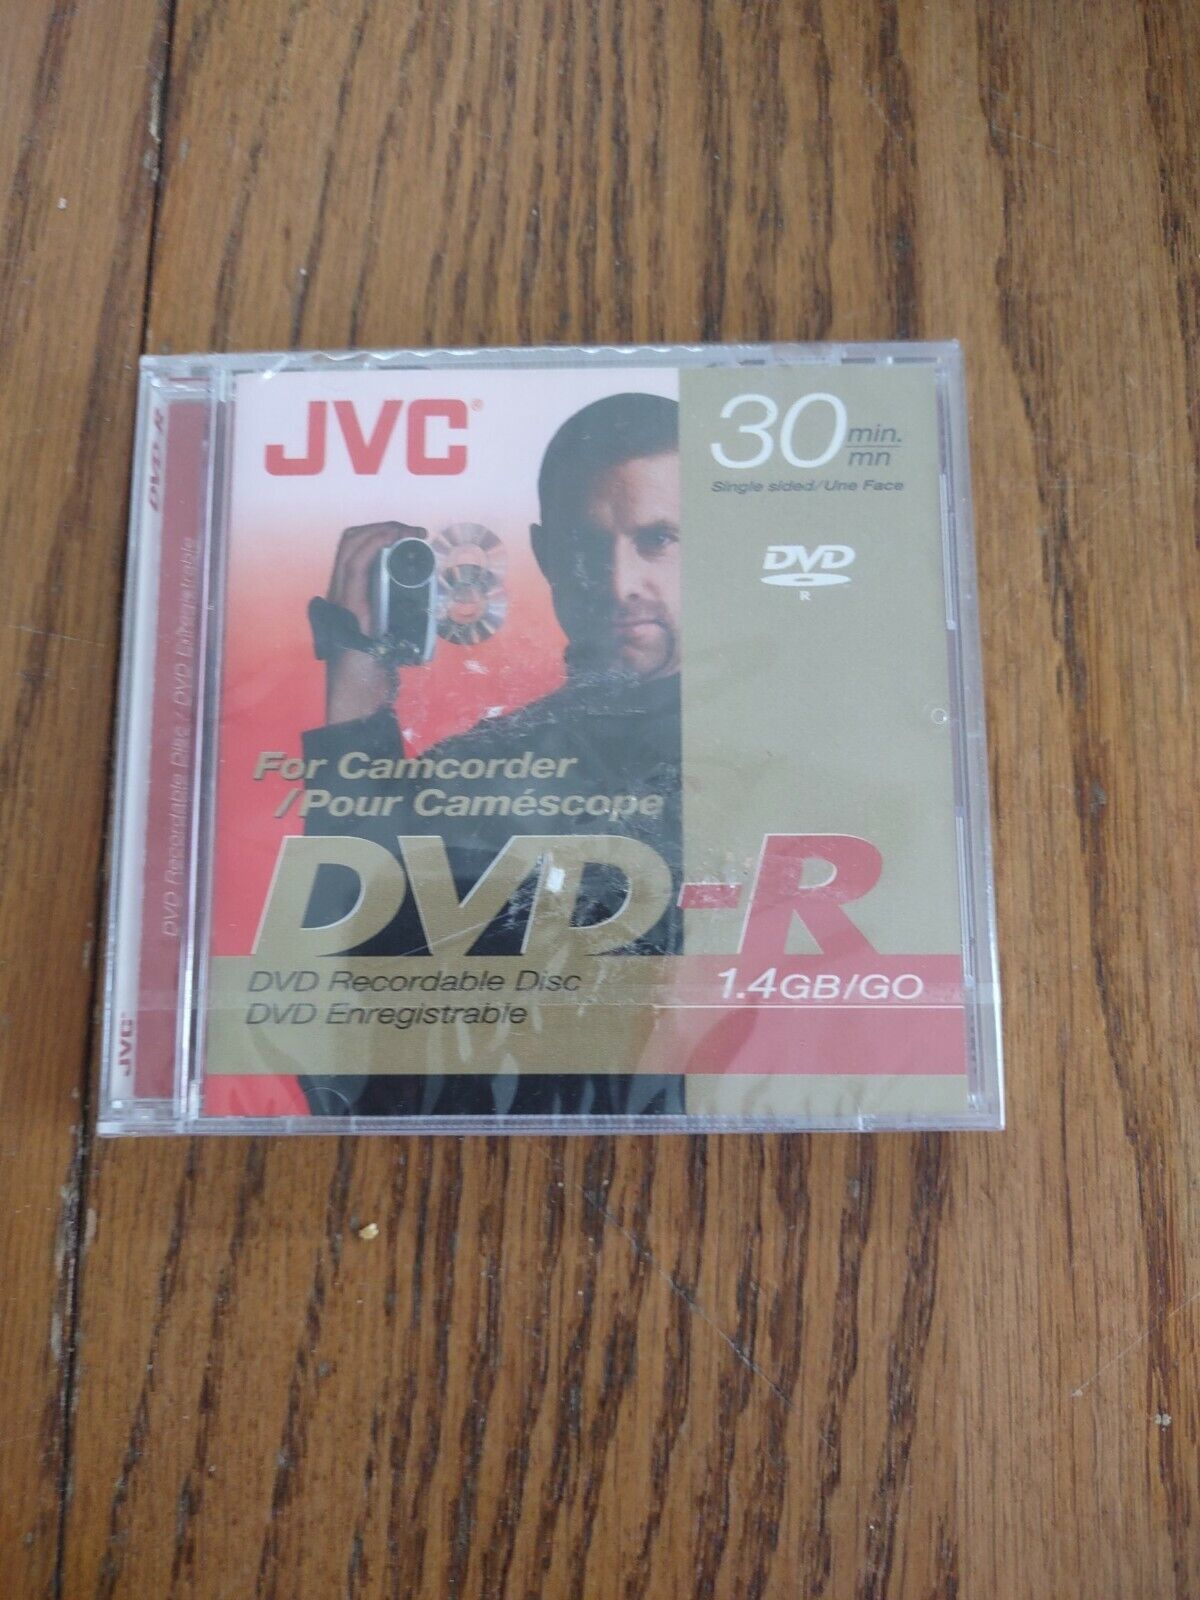 JVC®
30 min.
mn
Single sided/Une Face
DVD
R
For Camcorder
/Pour Caméscope
DVD-R
DVD Recordable Disc
DVD Enregistrable
1.4GB/GO
DVD-R
DVD Recordable Disc / DVD Enregistrable
JVC